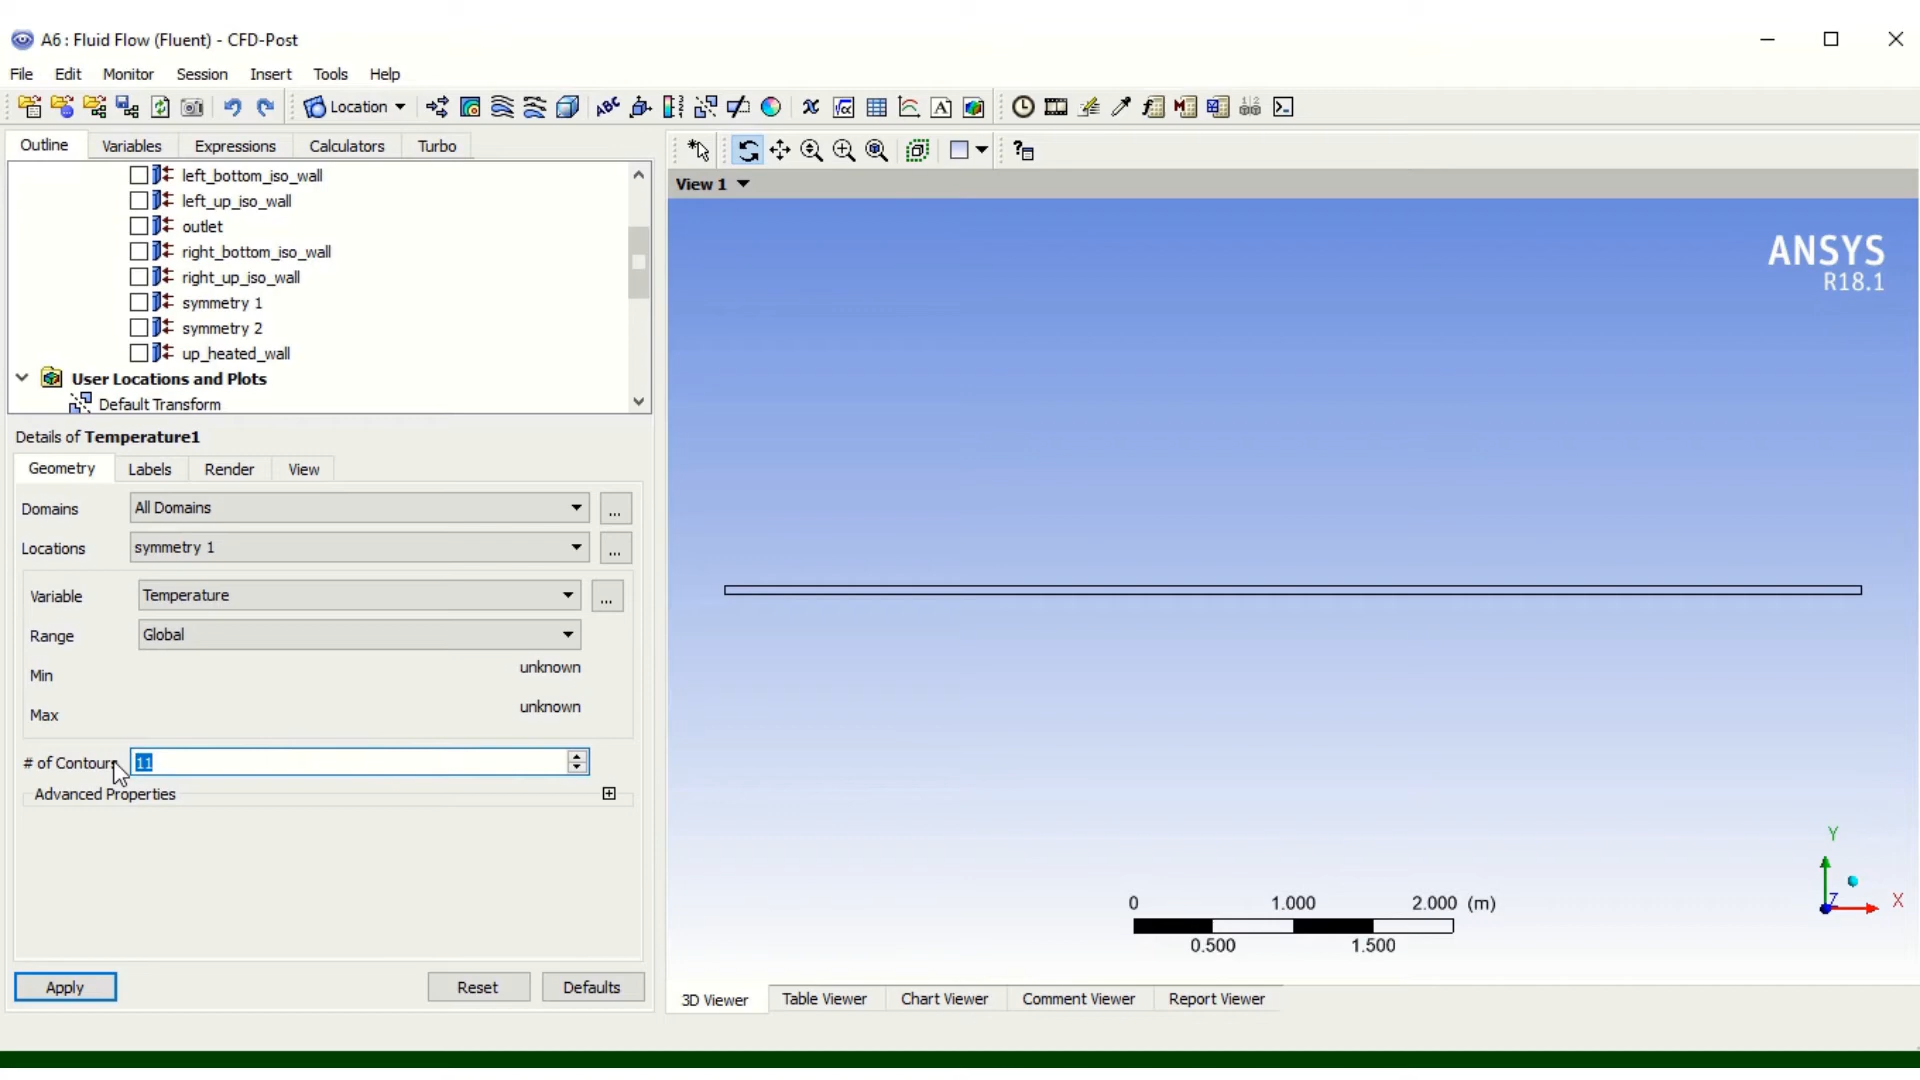 A6 : Fluid Flow (Fluent) - CFD-Post
File Edit Monitor Session Insert Tools Help
Location
Outline Variables Expressions Calculators Turbo
left_bottom_iso_wall
left_up_iso_wall
outlet
right_bottom_iso_wall
right_up_iso_wall
symmetry 1
symmetry 2
up_heated_wall
User Locations and Plots
Default Transform
Details of Temperature1
Geometry Labels Render View
Domains All Domains ...
Locations symmetry 1 ...
Variable Temperature ...
Range Global
Min unknown
Max unknown
# of Contours 11
Advanced Properties
Apply Reset Defaults
View 1
ANSYS
R18.1
0 1.000 2.000 (m)
0.500 1.500
Y
Z X
3D Viewer Table Viewer Chart Viewer Comment Viewer Report Viewer